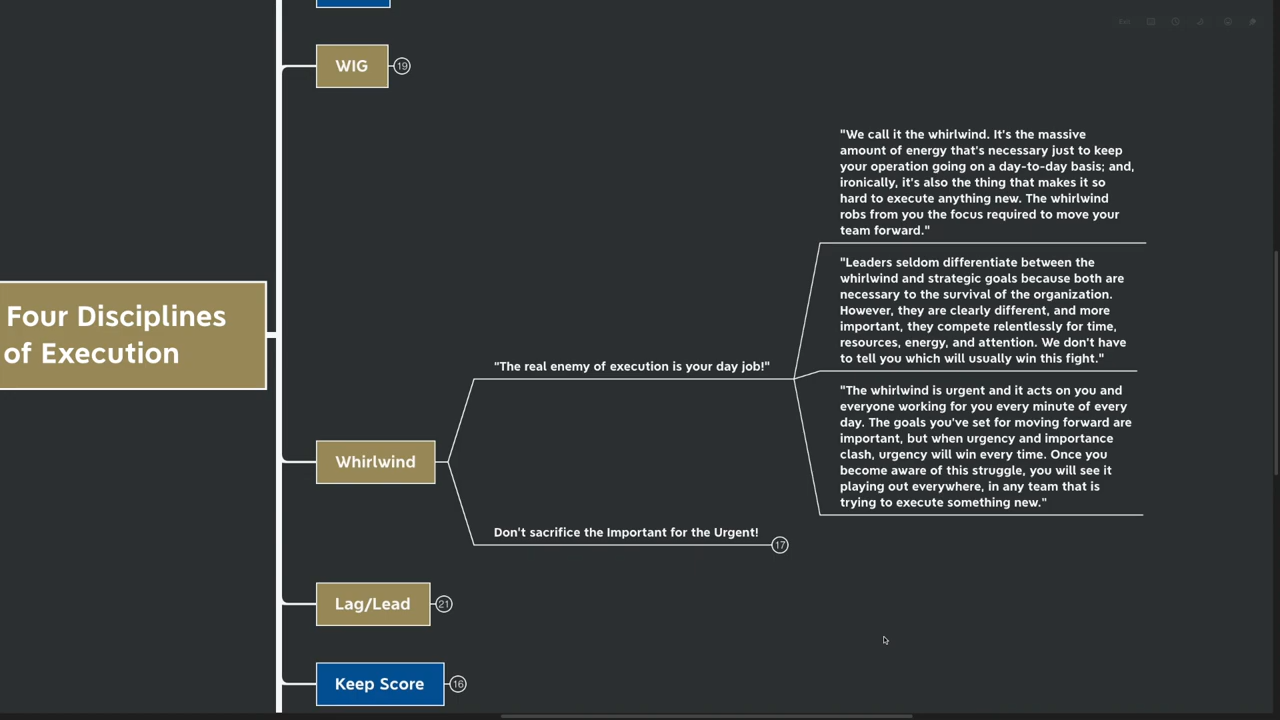 WIG
19
"We call it the whirlwind. It's the massive
amount of energy that's necessary just to keep
your operation going on a day-to-day basis; and,
ironically, it's also the thing that makes it so
hard to execute anything new. The whirlwind
robs from you the focus required to move your
team forward."
"Leaders seldom differentiate between the
whirlwind and strategic goals because both are
necessary to the survival of the organization.
However, they are clearly different, and more
important, they compete relentlessly for time,
resources, energy, and attention. We don't have
to tell you which will usually win this fight."
Four Disciplines
of Execution
"The real enemy of execution is your day job!"
"The whirlwind is urgent and it acts on you and
everyone working for you every minute of every
day. The goals you've set for moving forward are
important, but when urgency and importance
clash, urgency will win every time. Once you
become aware of this struggle, you will see it
playing out everywhere, in any team that is
trying to execute something new."
Whirlwind
Don't sacrifice the Important for the Urgent!
17
Lag/Lead
21
Keep Score
16